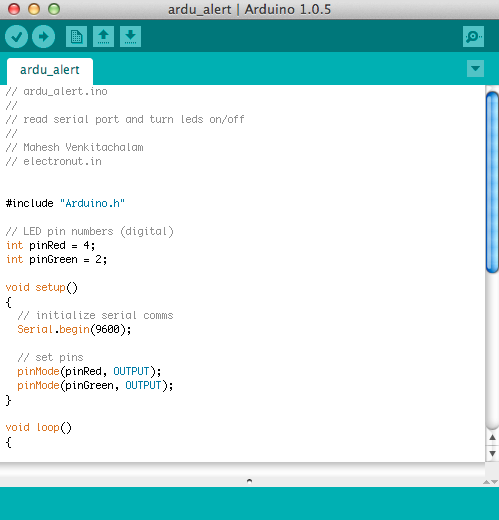 ardu_alert | Arduino 1.0.5
ardu_alert
// ardu_alert.ino
//
// read serial port and turn leds on/off
//
// Mahesh Venkitachalam
// electronut.in
#include "Arduino.h"
// LED pin numbers (digital)
int pinRed = 4;
int pinGreen = 2;
void setup()
{
  // initialize serial comms
  Serial.begin(9600);
  // set pins
  pinMode(pinRed, OUTPUT);
  pinMode(pinGreen, OUTPUT);
}
void loop()
{